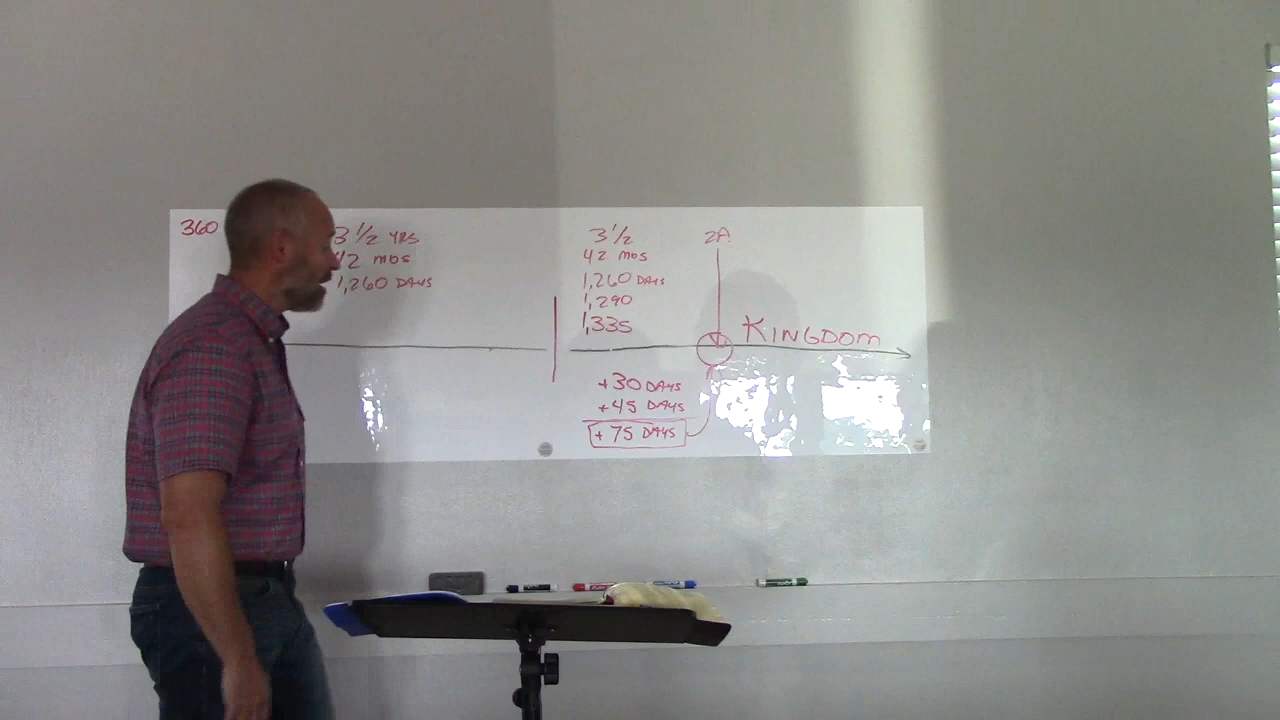 360
3 1/2 YRS
42 MOS
1,260 DAYS
3 1/2
42 MOS
1,260 DAYS
1,290
1,335
2A
KINGDOM
+30 DAYS
+45 DAYS
+75 DAYS